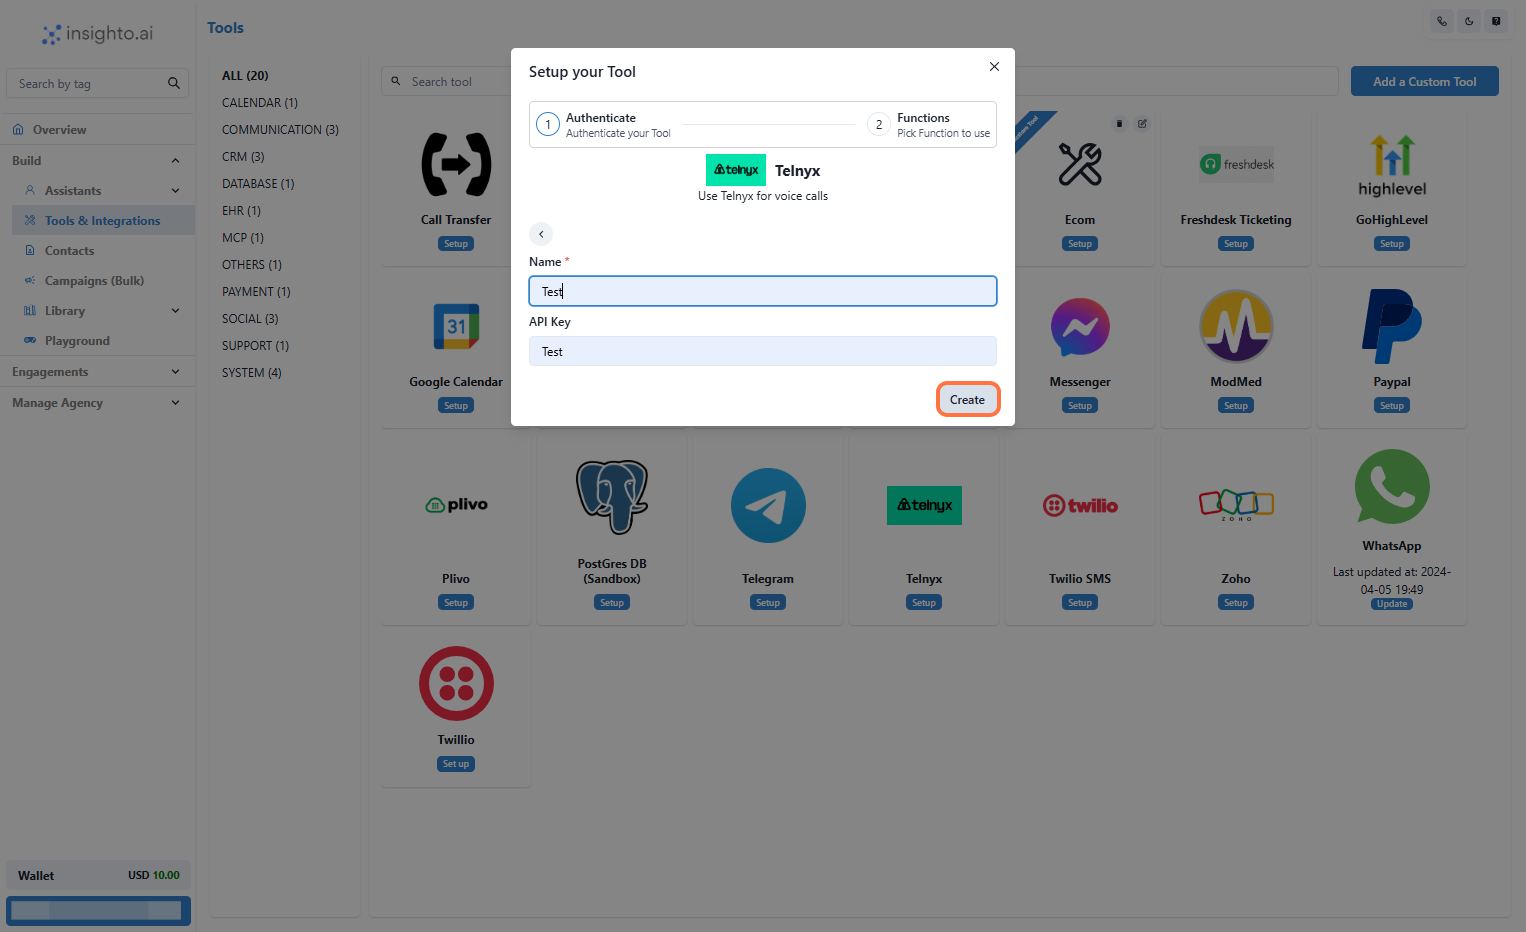 insighto.ai
Search by tag
Overview
Build
Assistants
Tools & Integrations
Contacts
Campaigns (Bulk)
Library
Playground
Engagements
Manage Agency
Wallet
USD 10.00
Tools
ALL (20)
CALENDAR (1)
COMMUNICATION (3)
CRM (3)
DATABASE (1)
EHR (1)
MCP (1)
OTHERS (1)
PAYMENT (1)
SOCIAL (3)
SUPPORT (1)
SYSTEM (4)
Search tool
Add a Custom Tool
Setup your Tool
1
Authenticate
Authenticate your Tool
2
Functions
Pick Function to use
telnyx
Telnyx
Use Telnyx for voice calls
Name *
Test
API Key
Test
Create
Call Transfer
Setup
Tool
Ecom
Setup
freshdesk
Freshdesk Ticketing
Setup
highlevel
GoHighLevel
Setup
31
Google Calendar
Setup
Messenger
Setup
ModMed
Setup
Paypal
Setup
plivo
Plivo
Setup
PostGres DB
(Sandbox)
Setup
Telegram
Setup
telnyx
Telnyx
Setup
twilio
Twilio SMS
Setup
ZOHO
Zoho
Setup
WhatsApp
Last updated at: 2024-
04-05 19:49
Update
Twillio
Set up